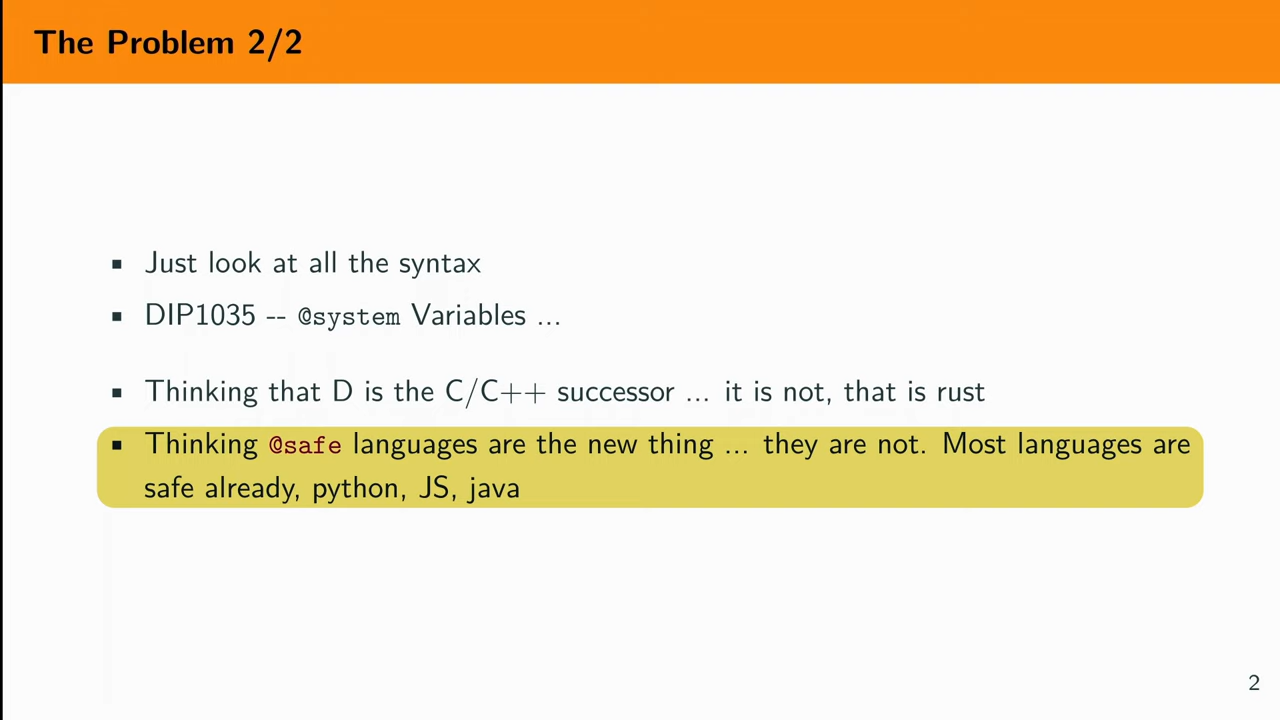 The Problem 2/2
▪ Just look at all the syntax
▪ DIP1035 -- @system Variables ...
▪ Thinking that D is the C/C++ successor ... it is not, that is rust
▪ Thinking @safe languages are the new thing ... they are not. Most languages are
safe already, python, JS, java
2